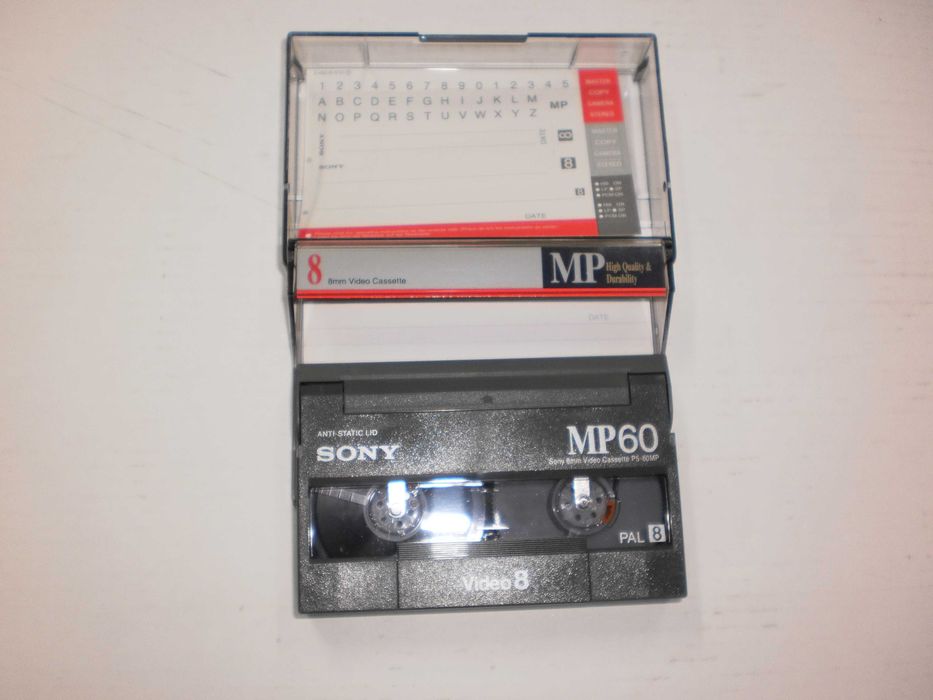 1 2 3 4 5 6 7 8 9 0 1 2 3 4 5
A B C D E F G H I J K L M
N O P Q R S T U V W X Y Z
MP
MASTER
COPY
CAMERA
STEREO
MASTER
COPY
CAMERA
STEREO
SONY
SONY
DATE
8
8
8
DATE
8 8mm Video Cassette
MP High Quality &
Durability
DATE
ANTI-STATIC LID
SONY
MP60
Sony 8mm Video Cassette P5-60MP
PAL 8
Video 8